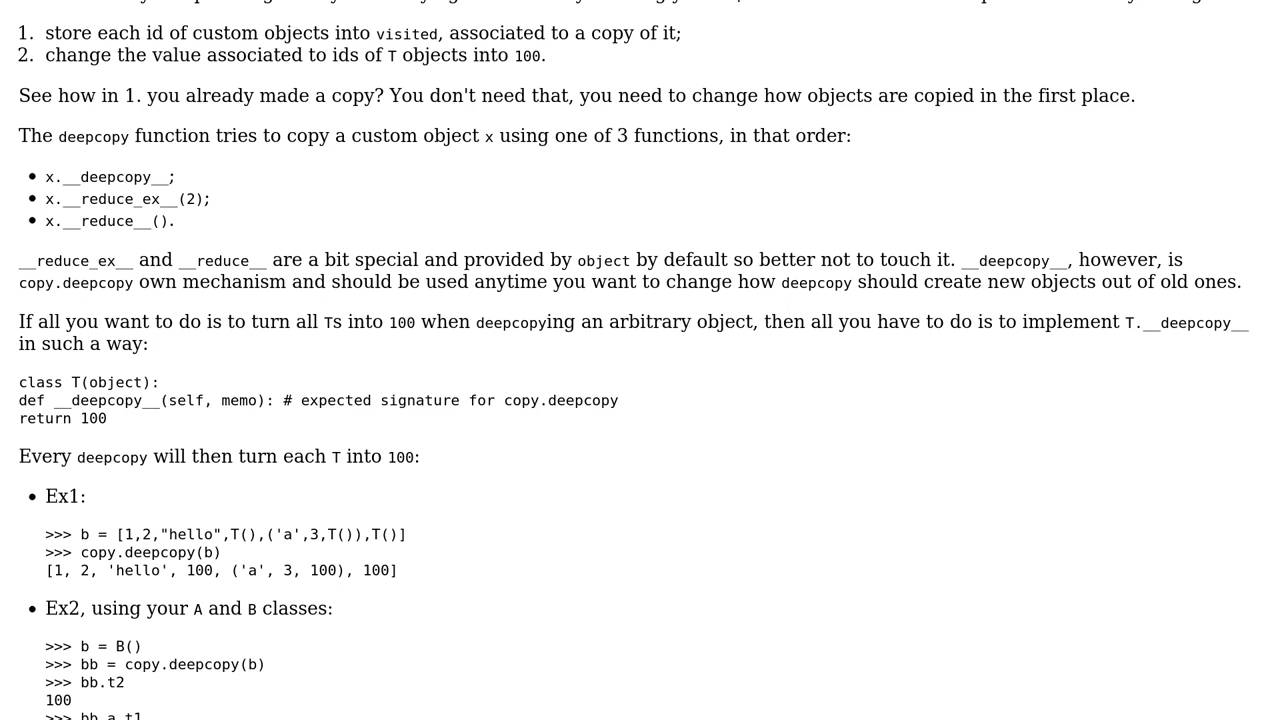 1. store each id of custom objects into visited, associated to a copy of it;
2. change the value associated to ids of T objects into 100.
See how in 1. you already made a copy? You don't need that, you need to change how objects are copied in the first place.
The deepcopy function tries to copy a custom object x using one of 3 functions, in that order:
• x.__deepcopy__;
• x.__reduce_ex__(2);
• x.__reduce__().
__reduce_ex__ and __reduce__ are a bit special and provided by object by default so better not to touch it. __deepcopy__, however, is
copy.deepcopy own mechanism and should be used anytime you want to change how deepcopy should create new objects out of old ones.
If all you want to do is to turn all Ts into 100 when deepcopying an arbitrary object, then all you have to do is to implement T.__deepcopy__
in such a way:
class T(object):
def __deepcopy__(self, memo): # expected signature for copy.deepcopy
return 100
Every deepcopy will then turn each T into 100:
• Ex1:
>>> b = [1,2,"hello",T(),('a',3,T()),T()]
>>> copy.deepcopy(b)
[1, 2, 'hello', 100, ('a', 3, 100), 100]
• Ex2, using your A and B classes:
>>> b = B()
>>> bb = copy.deepcopy(b)
>>> bb.t2
100
>>> bb.a.t1